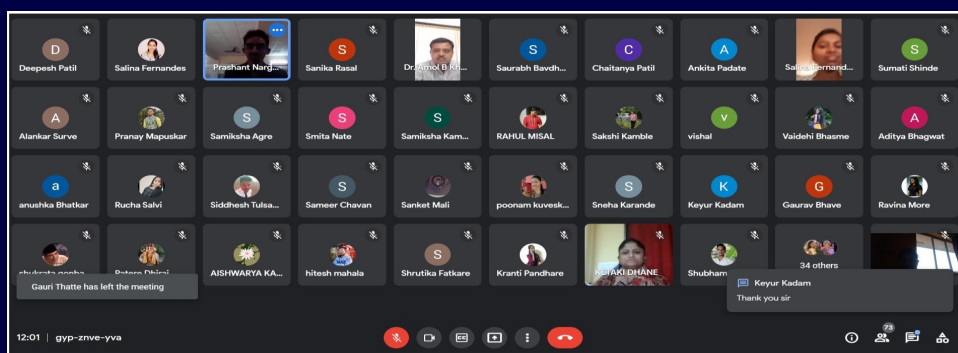 D S S C A S
Deepesh Patil Salina Fernandes Prashant Narg... Sanika Rasal Dr. Amol B Kh... Saurabh Bavdh... Chaitanya Patil Ankita Padate Salina Fernand... Sumati Shinde
A S S S V A
Alankar Surve Pranay Mapuskar Samiksha Agre Smita Nate Samiksha Kam... RAHUL MISAL Sakshi Kamble vishal Vaidehi Bhasme Aditya Bhagwat
a S S K G
anushka Bhatkar Rucha Salvi Siddhesh Tulsa... Sameer Chavan Sanket Mali poonam kuvesk... Sneha Karande Keyur Kadam Gaurav Bhave Ravina More
S 34 others
AISHWARYA KA... hitesh mahala Shrutika Fatkare Kranti Pandhare KETAKI DHANE Shubham
Gauri Thatte has left the meeting
Keyur Kadam
Thank you sir
12:01 | gyp-znve-yva
CC
73